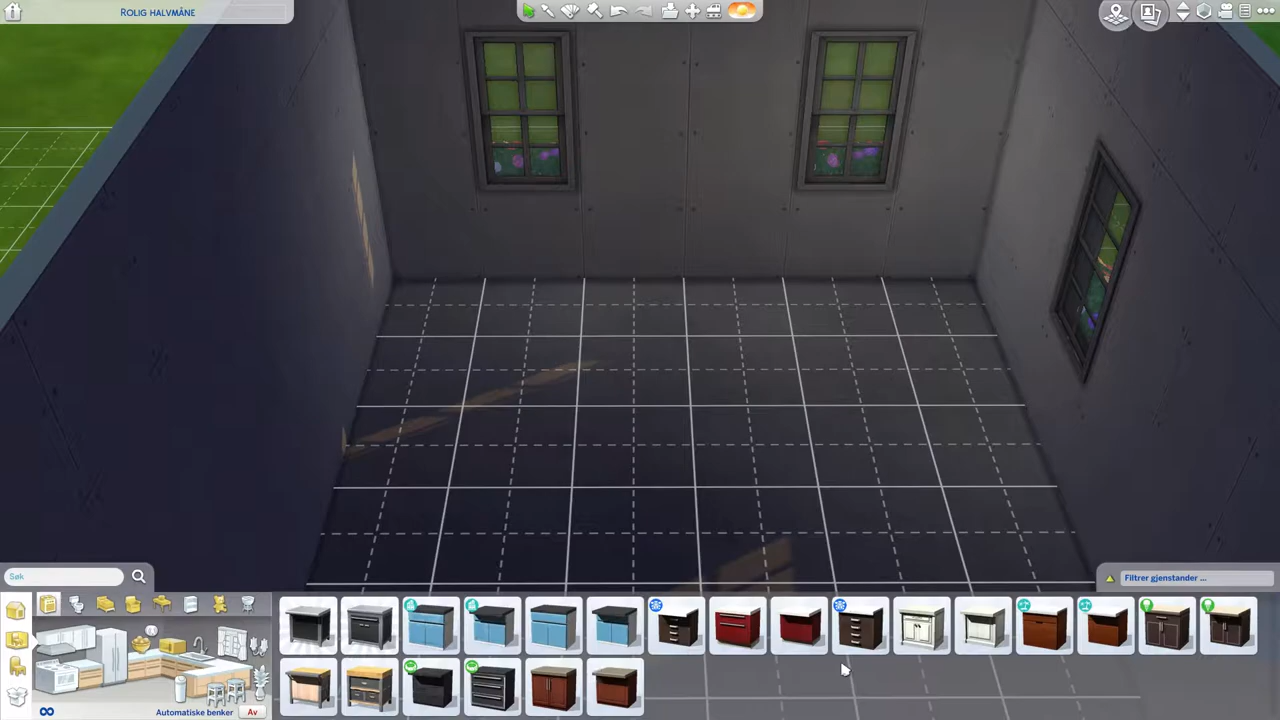 ROLIG HALVMÅNE
Søk
Filtrer gjenstander ...
Automatiske benker
Av